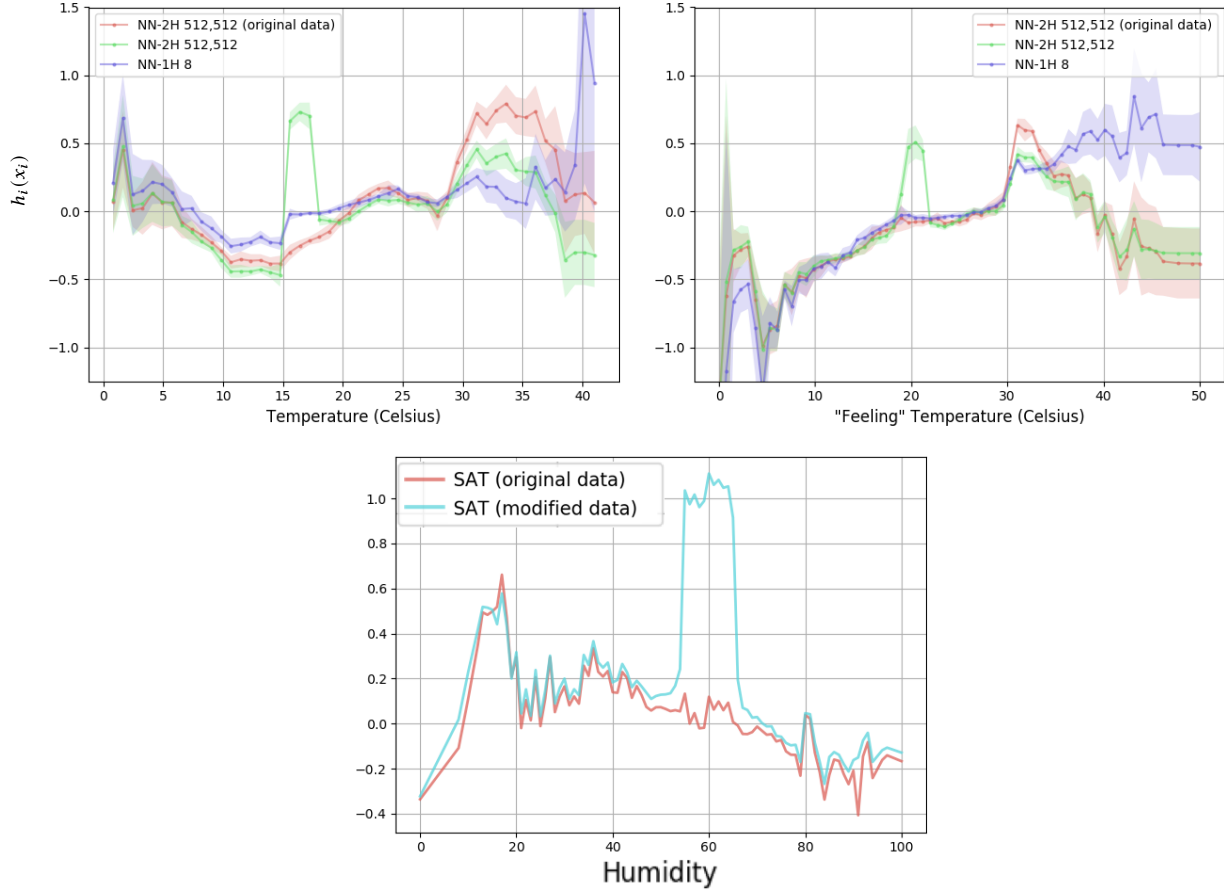 NN-2H 512,512 (original data)
NN-2H 512,512
NN-1H 8
1.5
1.0
0.5
0.0
−0.5
−1.0
h_i(x_i)
0 5 10 15 20 25 30 35 40
Temperature (Celsius)
NN-2H 512,512 (original data)
NN-2H 512,512
NN-1H 8
1.5
1.0
0.5
0.0
−0.5
−1.0
0 10 20 30 40 50
"Feeling" Temperature (Celsius)
SAT (original data)
SAT (modified data)
1.0
0.8
0.6
0.4
0.2
0.0
−0.2
−0.4
0 20 40 60 80 100
Humidity